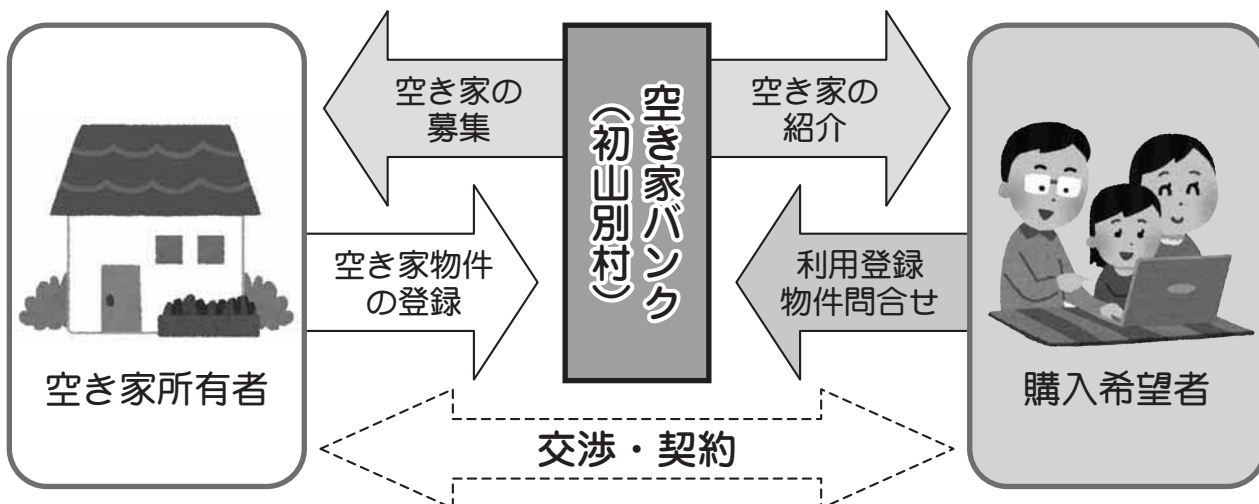 空き家の
募集
空き家物件
の登録
空き家所有者
空き家バンク
（初山別村）
空き家の
紹介
利用登録
物件問合せ
購入希望者
交渉・契約